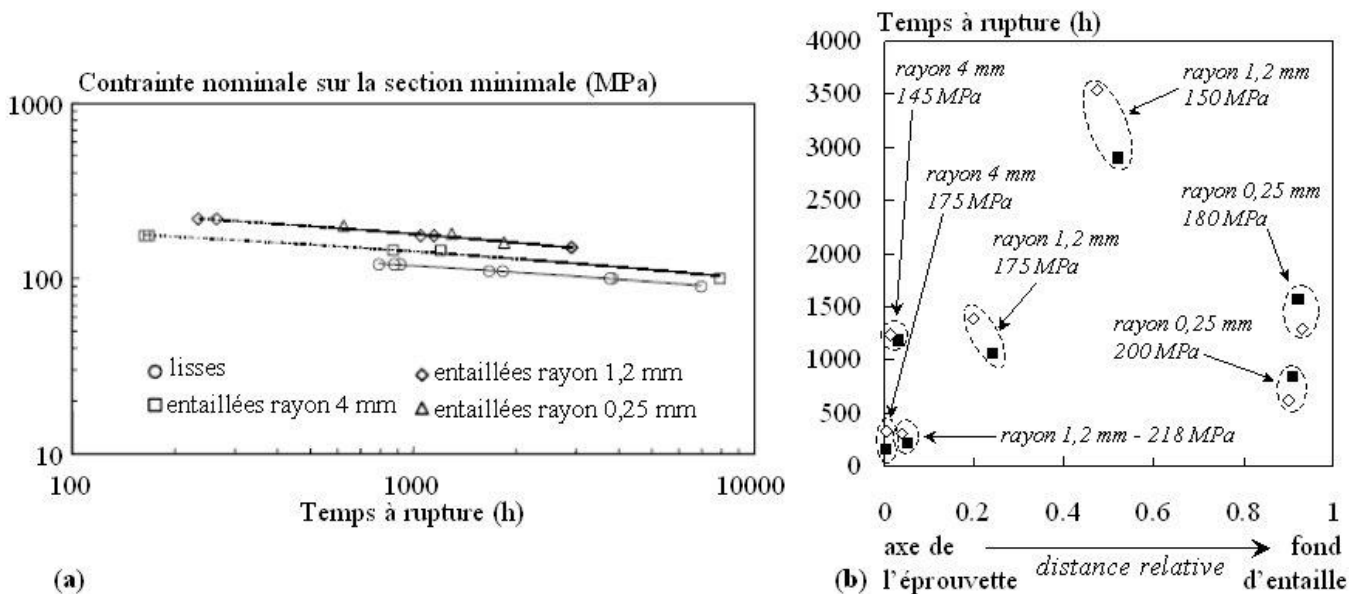 Contrainte nominale sur la section minimale (MPa)
1000
100
10
100
1000
10000
Temps à rupture (h)
lisses
entaillées rayon 1,2 mm
entaillées rayon 4 mm
entaillées rayon 0,25 mm
(a)
Temps à rupture (h)
4000
3500
3000
2500
2000
1500
1000
500
0
rayon 4 mm
145 MPa
rayon 1,2 mm
150 MPa
rayon 4 mm
175 MPa
rayon 0,25 mm
180 MPa
rayon 1,2 mm
175 MPa
rayon 0,25 mm
200 MPa
rayon 1,2 mm - 218 MPa
0
0.2
0.4
0.6
0.8
1
axe de
l'éprouvette
distance relative
fond
d'entaille
(b)